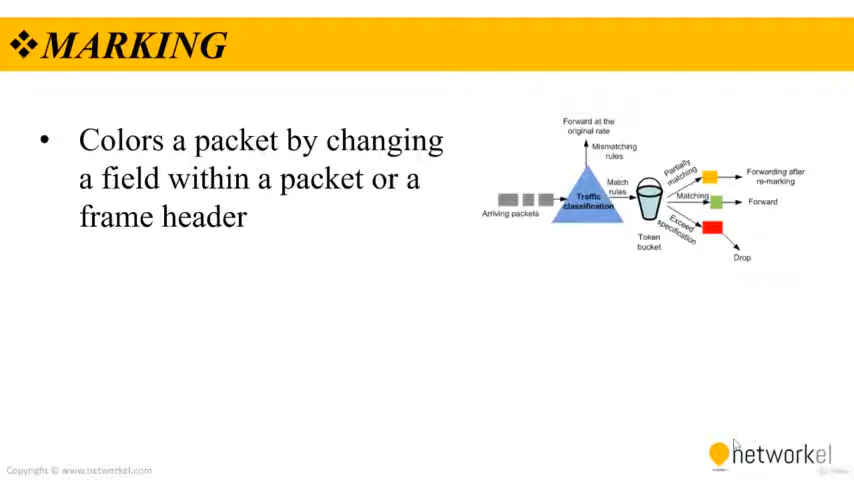 ❖MARKING
• Colors a packet by changing
a field within a packet or a
frame header
Forward at the
original rate
Mismatching
rules
Arriving packets
Traffic
classification
Match
rules
Token
bucket
Partially
matching
Matching
Exceed
specification
Forwarding after
re-marking
Forward
Drop
networkel
Copyright © www.networkel.com